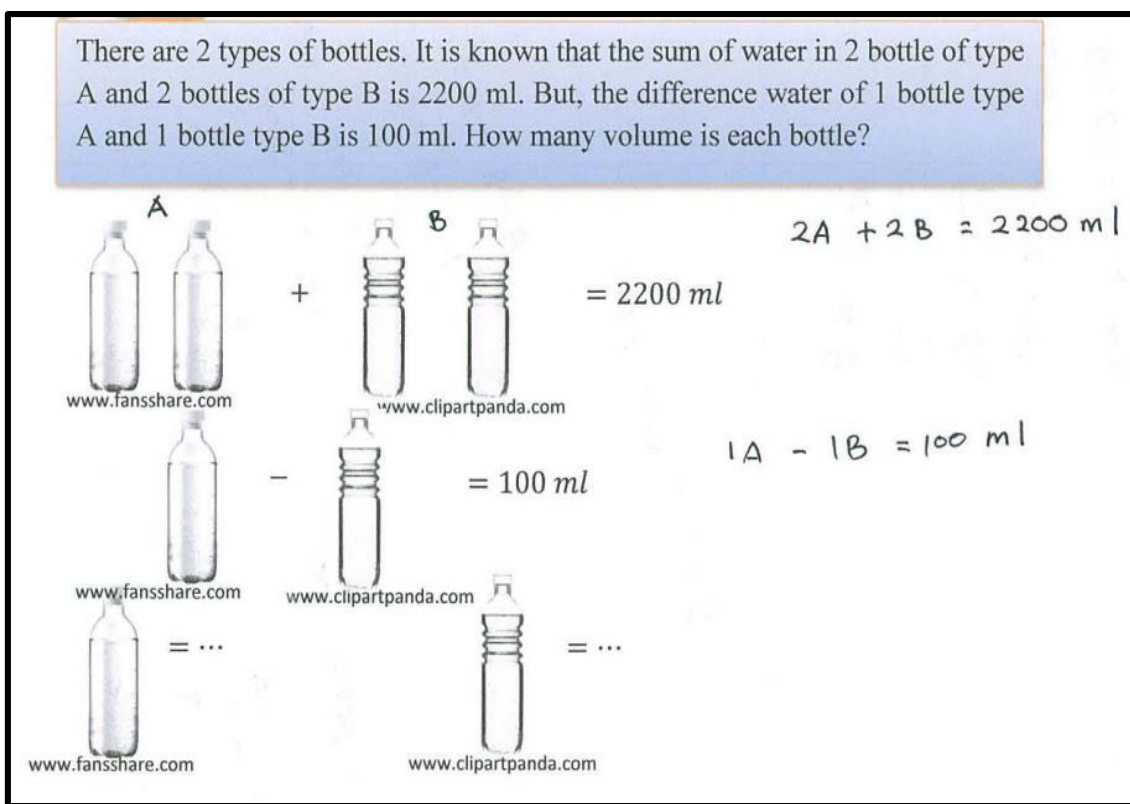 There are 2 types of bottles. It is known that the sum of water in 2 bottle of type
A and 2 bottles of type B is 2200 ml. But, the difference water of 1 bottle type
A and 1 bottle type B is 100 ml. How many volume is each bottle?
A
B
2A + 2B = 2200 ml
+
= 2200 ml
www.fansshare.com
www.clipartpanda.com
1A - 1B = 100 ml
−
= 100 ml
www.fansshare.com
www.clipartpanda.com
= ...
= ...
www.fansshare.com
www.clipartpanda.com